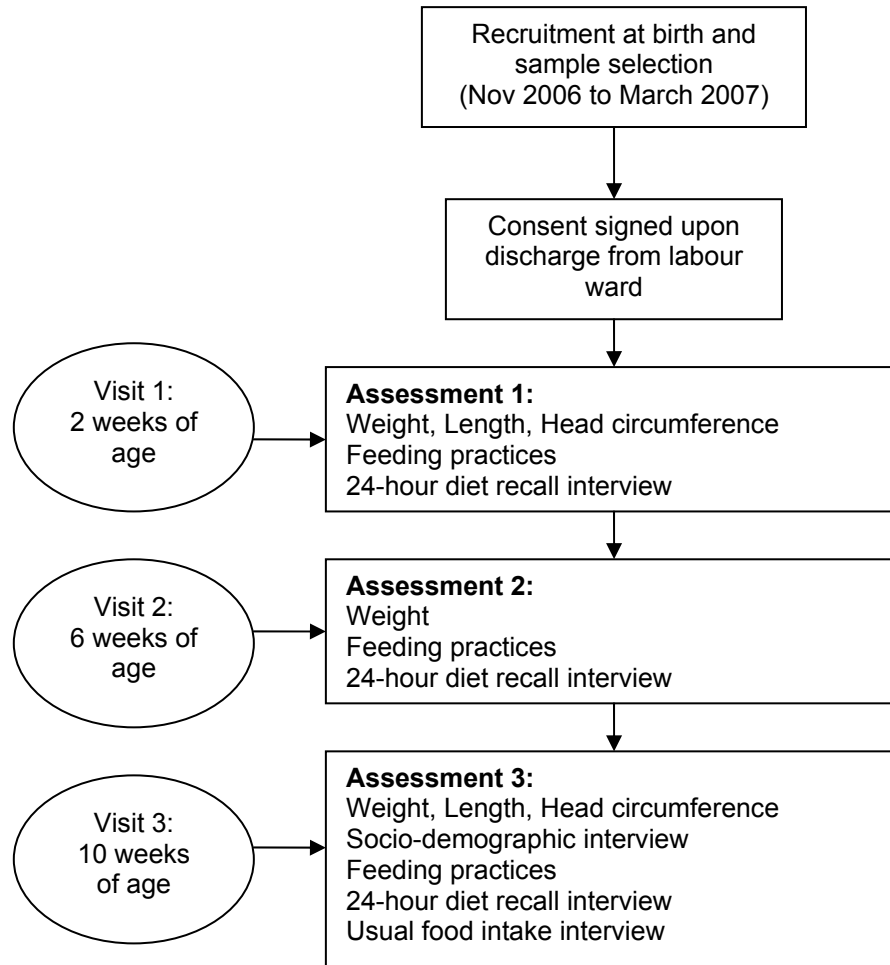 Recruitment at birth and
sample selection
(Nov 2006 to March 2007)
Consent signed upon
discharge from labour
ward
Visit 1:
2 weeks of
age
Assessment 1:
Weight, Length, Head circumference
Feeding practices
24-hour diet recall interview
Visit 2:
6 weeks of
age
Assessment 2:
Weight
Feeding practices
24-hour diet recall interview
Visit 3:
10 weeks
of age
Assessment 3:
Weight, Length, Head circumference
Socio-demographic interview
Feeding practices
24-hour diet recall interview
Usual food intake interview